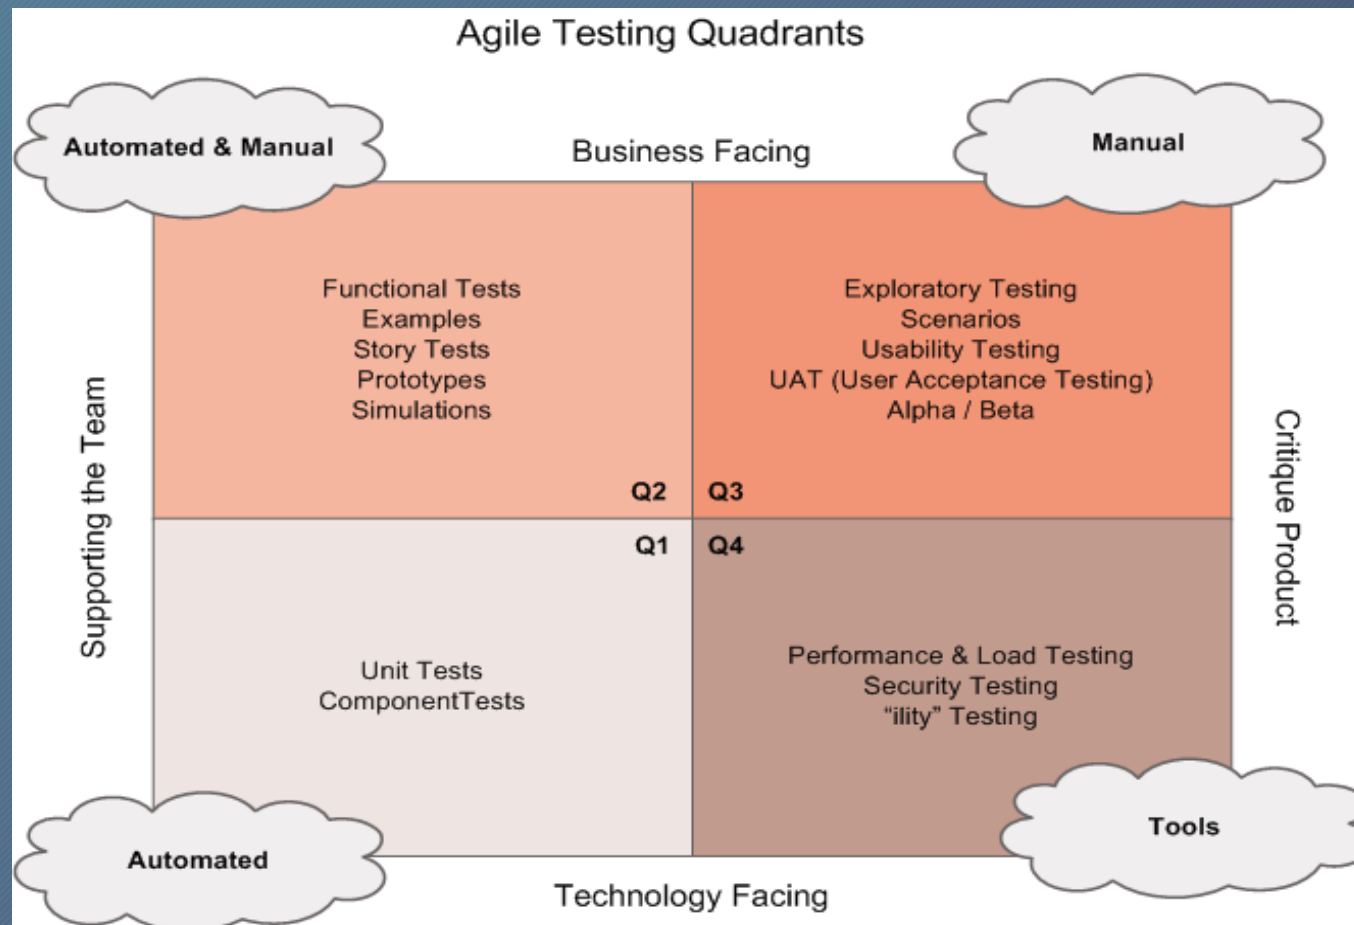 Agile Testing Quadrants
Automated & Manual
Business Facing
Manual
Functional Tests
Examples
Story Tests
Prototypes
Simulations
Q2
Exploratory Testing
Scenarios
Usability Testing
UAT (User Acceptance Testing)
Alpha / Beta
Q3
Supporting the Team
Critique Product
Q1
Unit Tests
ComponentTests
Q4
Performance & Load Testing
Security Testing
“ility” Testing
Automated
Technology Facing
Tools